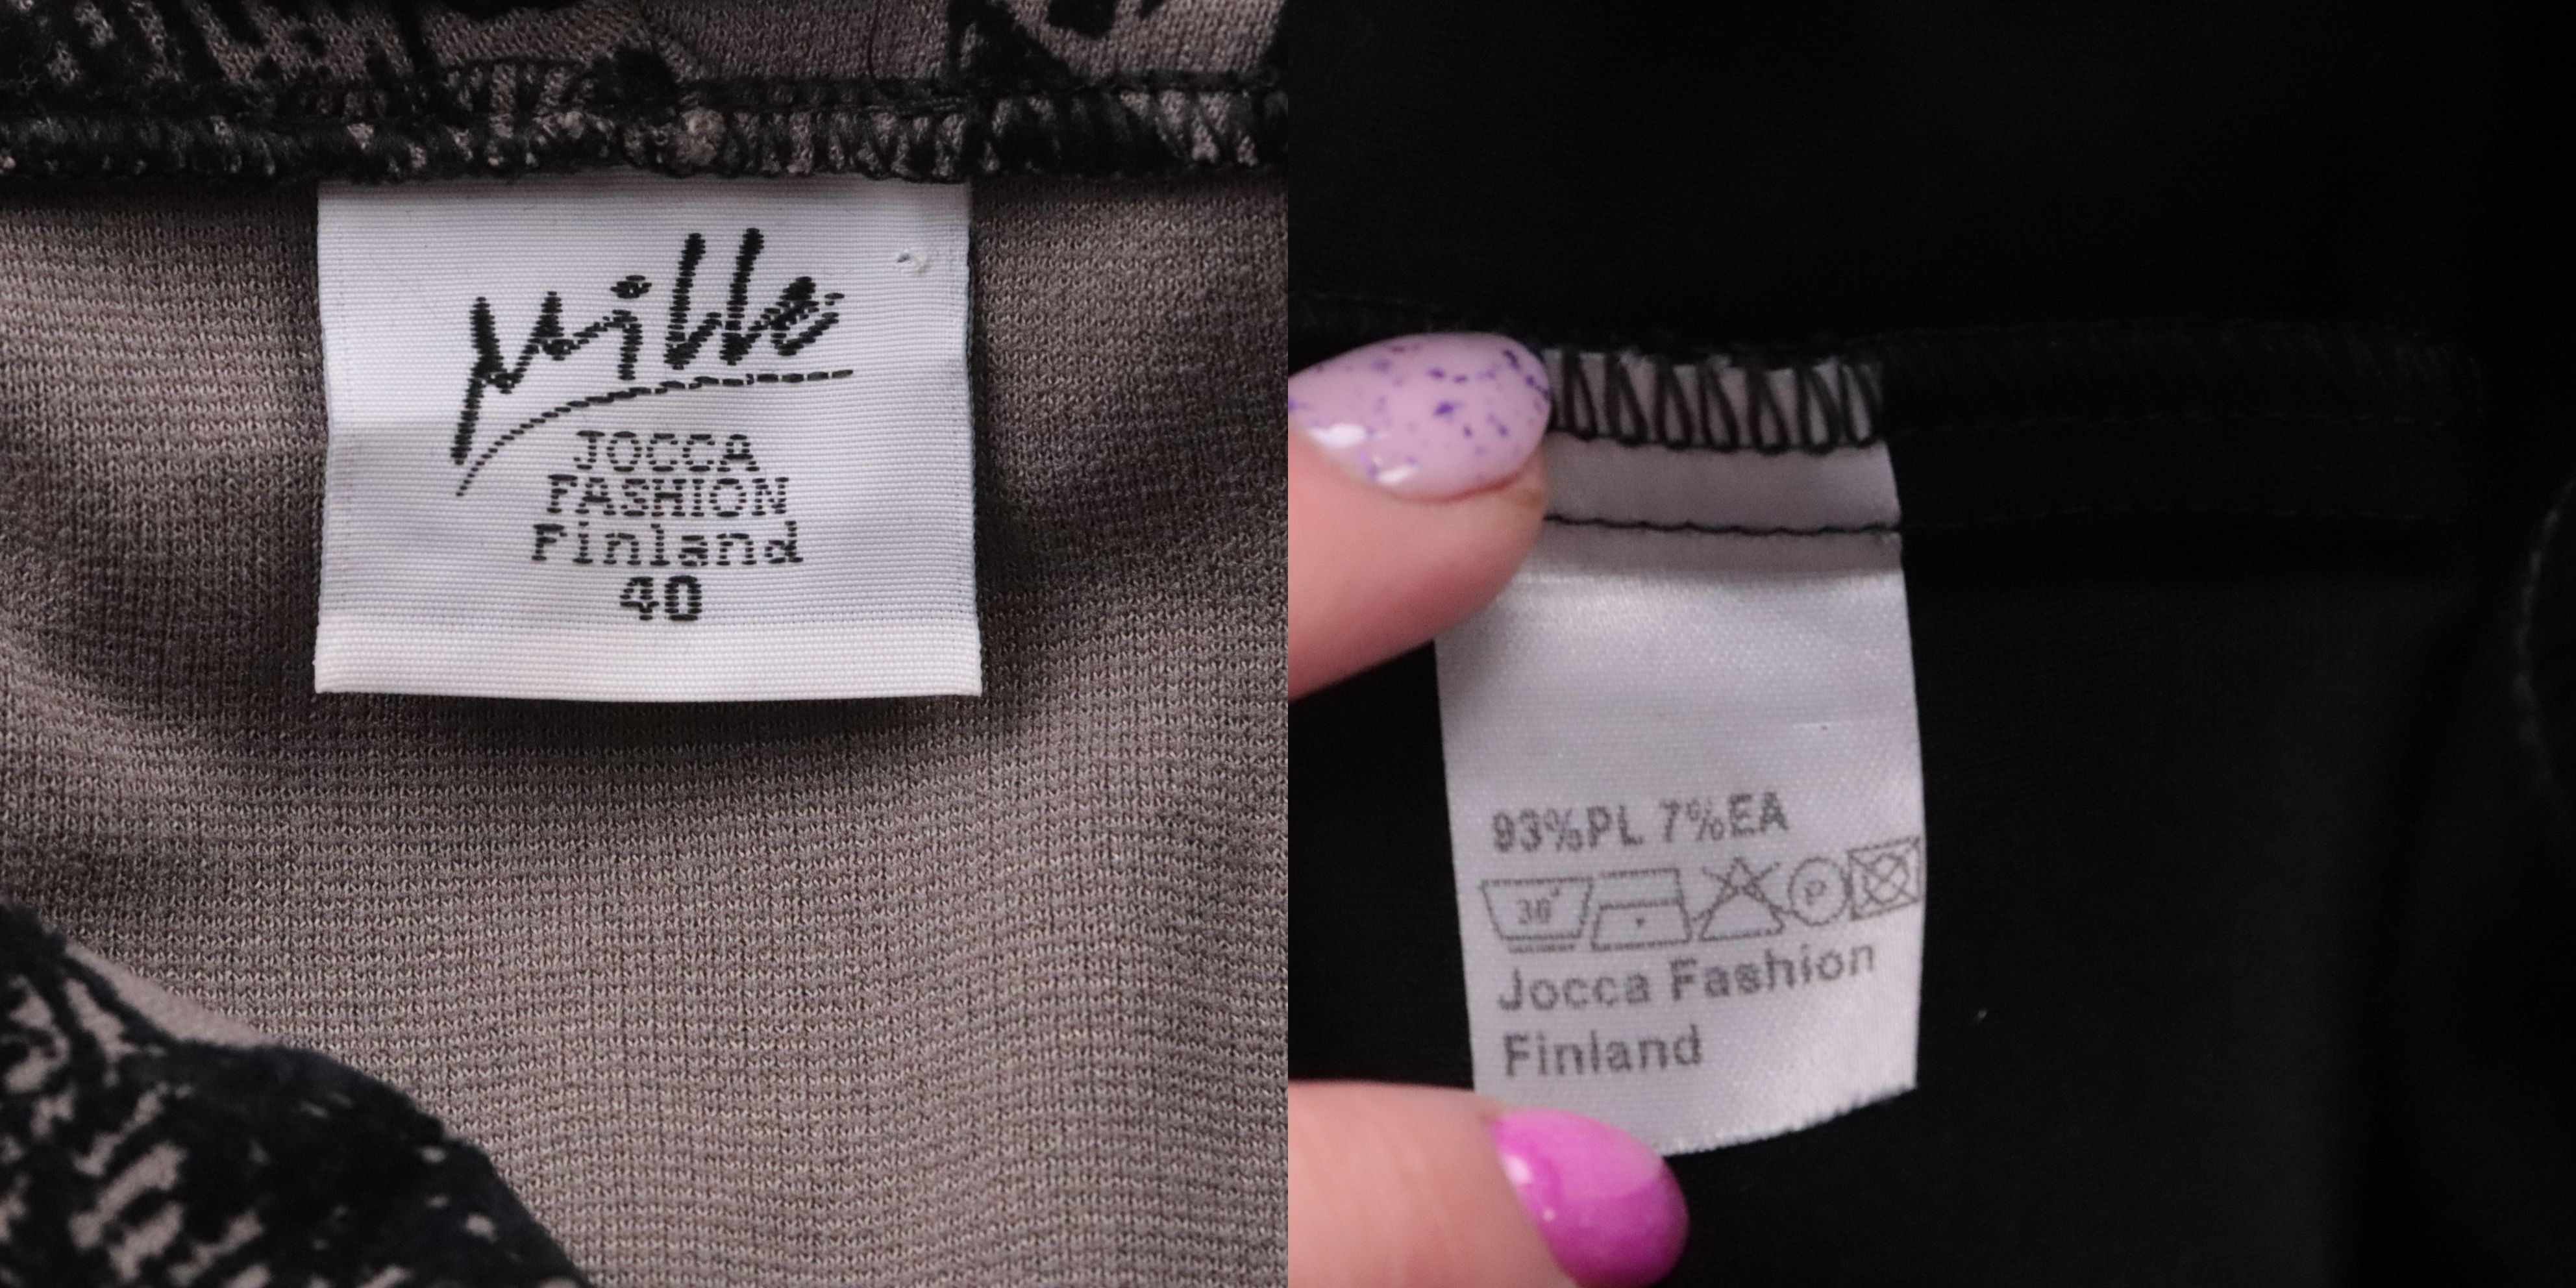 Mille
JOCCA
FASHION
Finland
40
93%PL 7%EA
30° P
Jocca Fashion
Finland